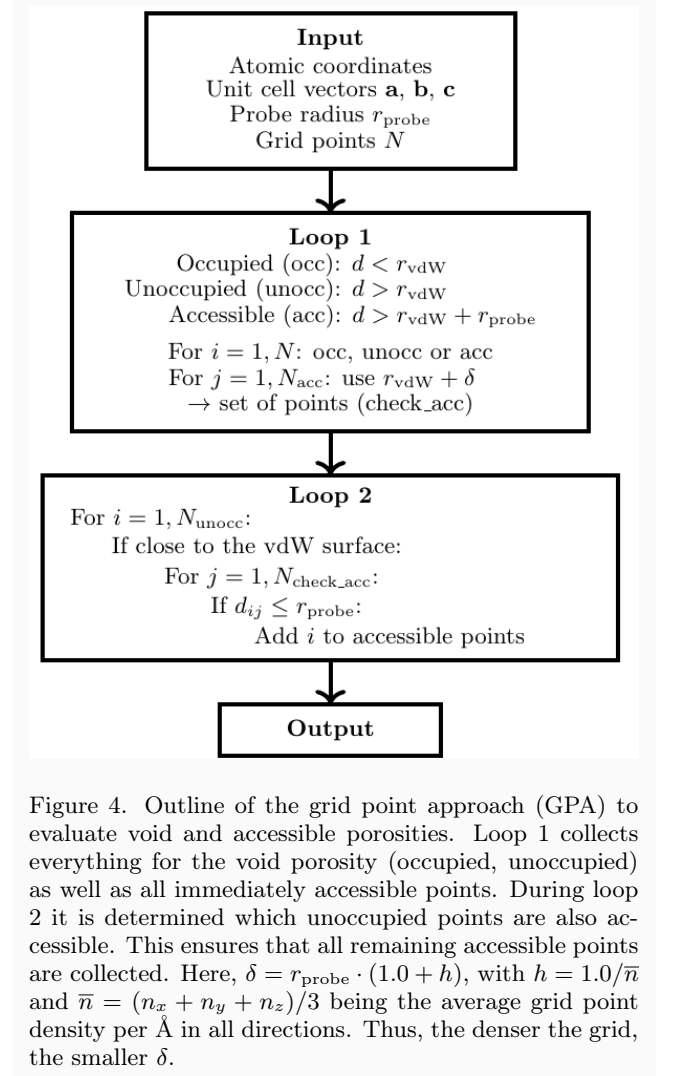 Input
Atomic coordinates
Unit cell vectors a, b, c
Probe radius r_probe
Grid points N
Loop 1
Occupied (occ): d < r_vdW
Unoccupied (unocc): d > r_vdW
Accessible (acc): d > r_vdW + r_probe
For i = 1, N: occ, unocc or acc
For j = 1, N_acc: use r_vdW + δ
→ set of points (check_acc)
Loop 2
For i = 1, N_unocc:
If close to the vdW surface:
For j = 1, N_check_acc:
If d_ij ≤ r_probe:
Add i to accessible points
Output
Figure 4. Outline of the grid point approach (GPA) to
evaluate void and accessible porosities. Loop 1 collects
everything for the void porosity (occupied, unoccupied)
as well as all immediately accessible points. During loop
2 it is determined which unoccupied points are also ac-
cessible. This ensures that all remaining accessible points
are collected. Here, δ = r_probe · (1.0 + h), with h = 1.0/n̅
and n̅ = (n_x + n_y + n_z)/3 being the average grid point
density per Å in all directions. Thus, the denser the grid,
the smaller δ.